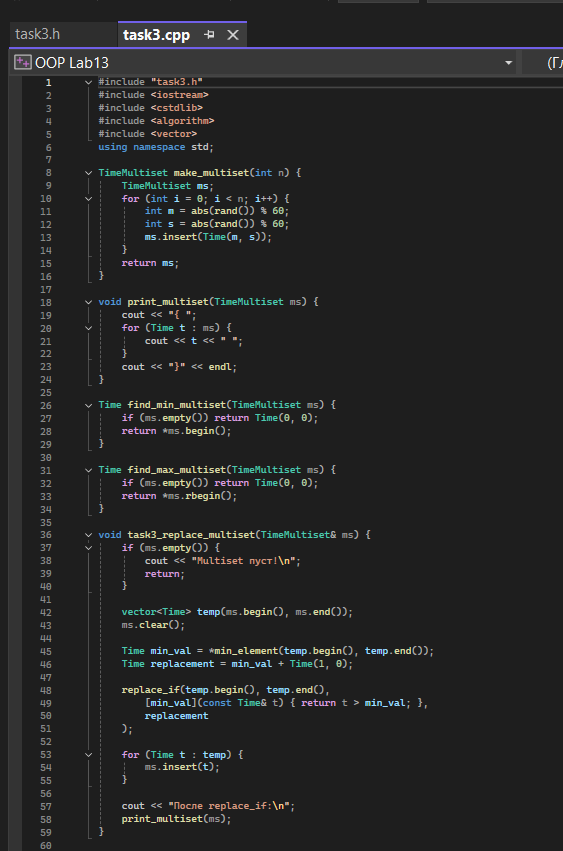 task3.h
task3.cpp
OOP Lab13
(Гл
1 #include "task3.h"
2 #include <iostream>
3 #include <cstdlib>
4 #include <algorithm>
5 #include <vector>
6 using namespace std;
7
8 TimeMultiset make_multiset(int n) {
9 TimeMultiset ms;
10 for (int i = 0; i < n; i++) {
11 int m = abs(rand()) % 60;
12 int s = abs(rand()) % 60;
13 ms.insert(Time(m, s));
14 }
15 return ms;
16 }
17
18 void print_multiset(TimeMultiset ms) {
19 cout << "{ ";
20 for (Time t : ms) {
21 cout << t << " ";
22 }
23 cout << "}" << endl;
24 }
25
26 Time find_min_multiset(TimeMultiset ms) {
27 if (ms.empty()) return Time(0, 0);
28 return *ms.begin();
29 }
30
31 Time find_max_multiset(TimeMultiset ms) {
32 if (ms.empty()) return Time(0, 0);
33 return *ms.rbegin();
34 }
35
36 void task3_replace_multiset(TimeMultiset& ms) {
37 if (ms.empty()) {
38 cout << "Multiset пуст!\n";
39 return;
40 }
41
42 vector<Time> temp(ms.begin(), ms.end());
43 ms.clear();
44
45 Time min_val = *min_element(temp.begin(), temp.end());
46 Time replacement = min_val + Time(1, 0);
47
48 replace_if(temp.begin(), temp.end(),
49 [min_val](const Time& t) { return t > min_val; },
50 replacement
51 );
52
53 for (Time t : temp) {
54 ms.insert(t);
55 }
56
57 cout << "После replace_if:\n";
58 print_multiset(ms);
59 }
60